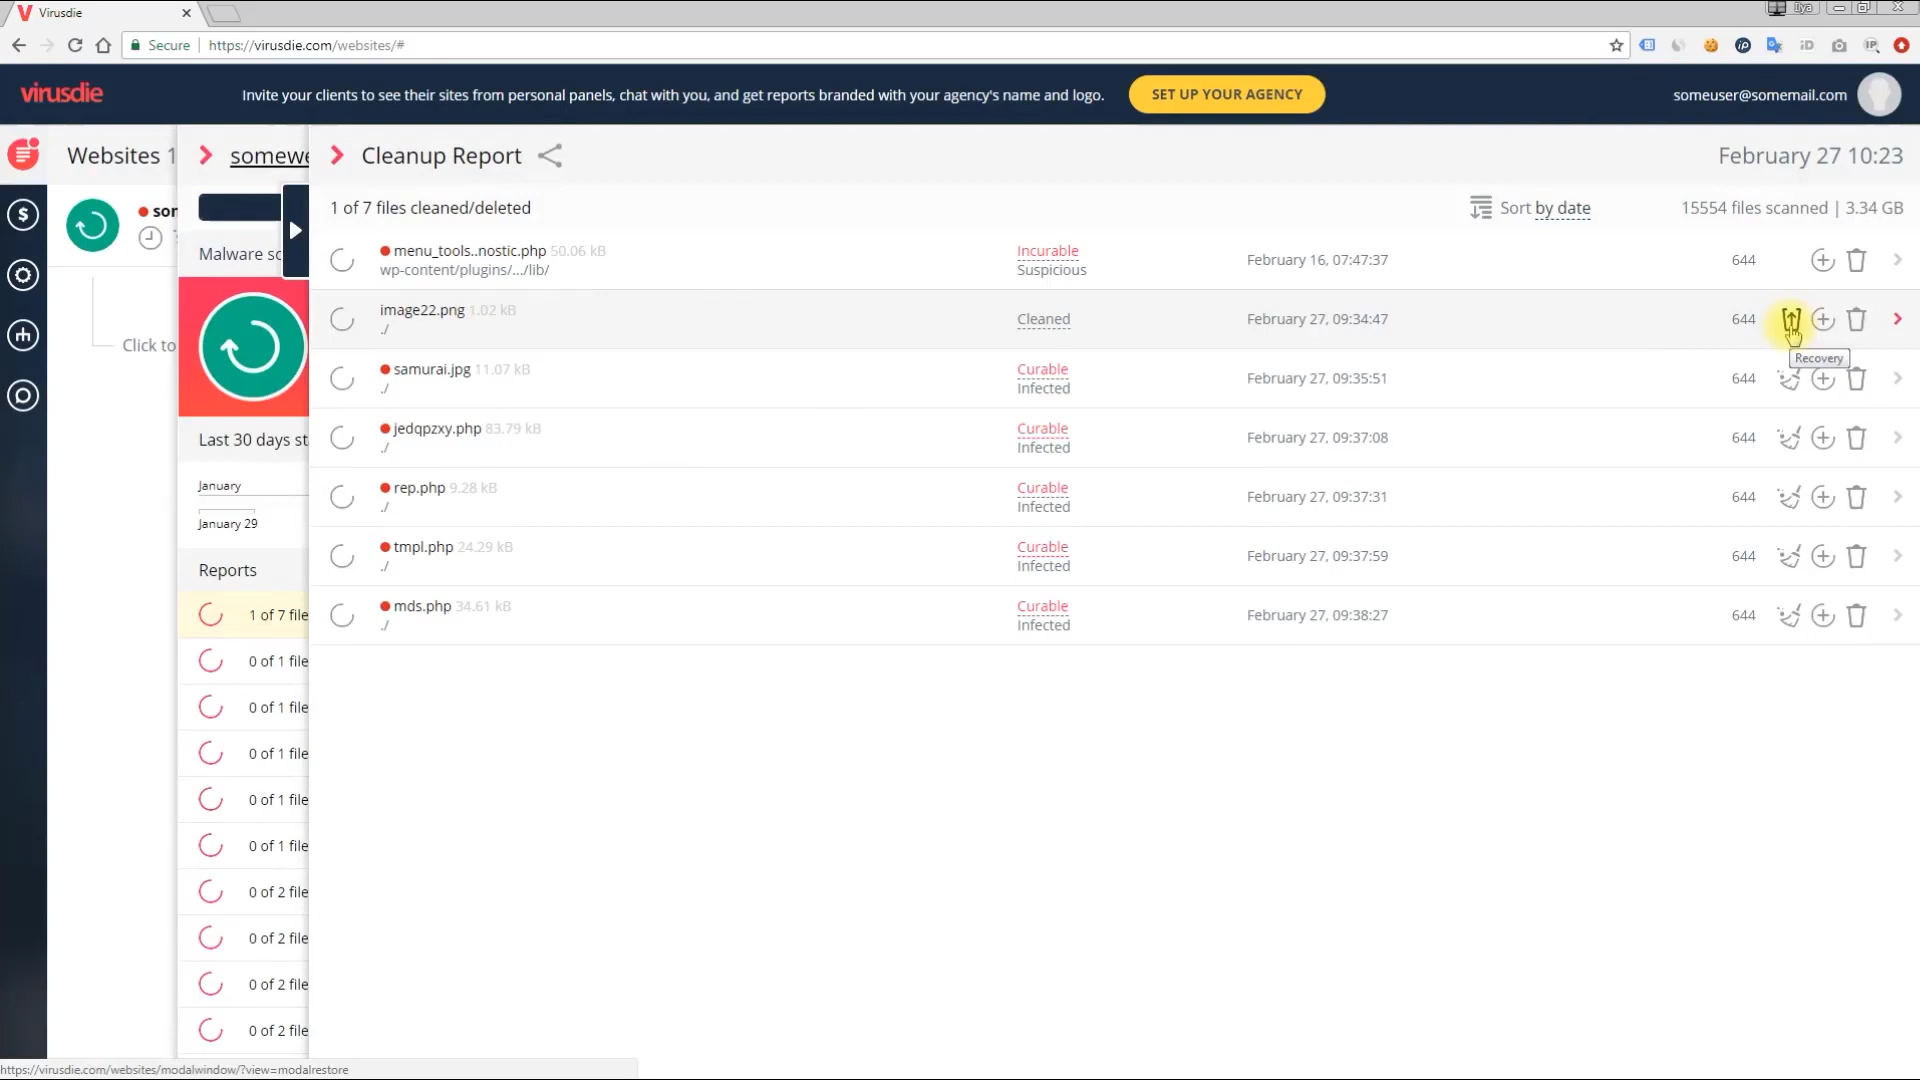 Virusdie
Ilya
Secure
https://virusdie.com/websites/#
virusdie
Invite your clients to see their sites from personal panels, chat with you, and get reports branded with your agency's name and logo.
SET UP YOUR AGENCY
someuser@somemail.com
Websites 1
somewe
Cleanup Report
February 27 10:23
son
1 of 7 files cleaned/deleted
Sort by date
15554 files scanned | 3.34 GB
Malware sc
menu_tools..nostic.php 50.06 kB
wp-content/plugins/.../lib/
Incurable
Suspicious
February 16, 07:47:37
644
image22.png 1.02 kB
./
Cleaned
February 27, 09:34:47
644
Recovery
Click to
samurai.jpg 11.07 kB
./
Curable
Infected
February 27, 09:35:51
644
Last 30 days st
jedqpzxy.php 83.79 kB
./
Curable
Infected
February 27, 09:37:08
644
January
January 29
rep.php 9.28 kB
./
Curable
Infected
February 27, 09:37:31
644
tmpl.php 24.29 kB
./
Curable
Infected
February 27, 09:37:59
644
Reports
mds.php 34.61 kB
./
Curable
Infected
February 27, 09:38:27
644
1 of 7 file
0 of 1 file
0 of 1 file
0 of 1 file
0 of 1 file
0 of 1 file
0 of 2 file
0 of 2 file
0 of 2 file
0 of 2 file
https://virusdie.com/websites/modalwindow/?view=modalrestore